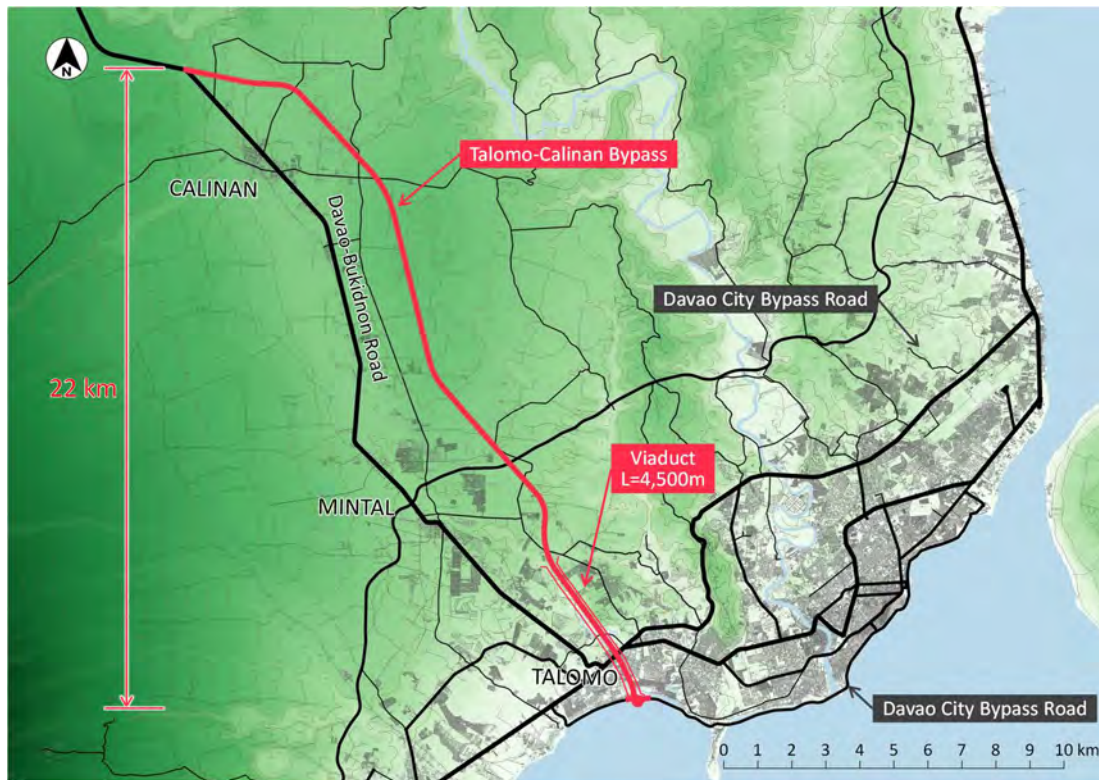 N
Talomo-Calinan Bypass
CALINAN
Davao-Bukidnon Road
Davao City Bypass Road
22 km
Viaduct
L=4,500m
MINTAL
TALOMO
Davao City Bypass Road
0 1 2 3 4 5 6 7 8 9 10 km